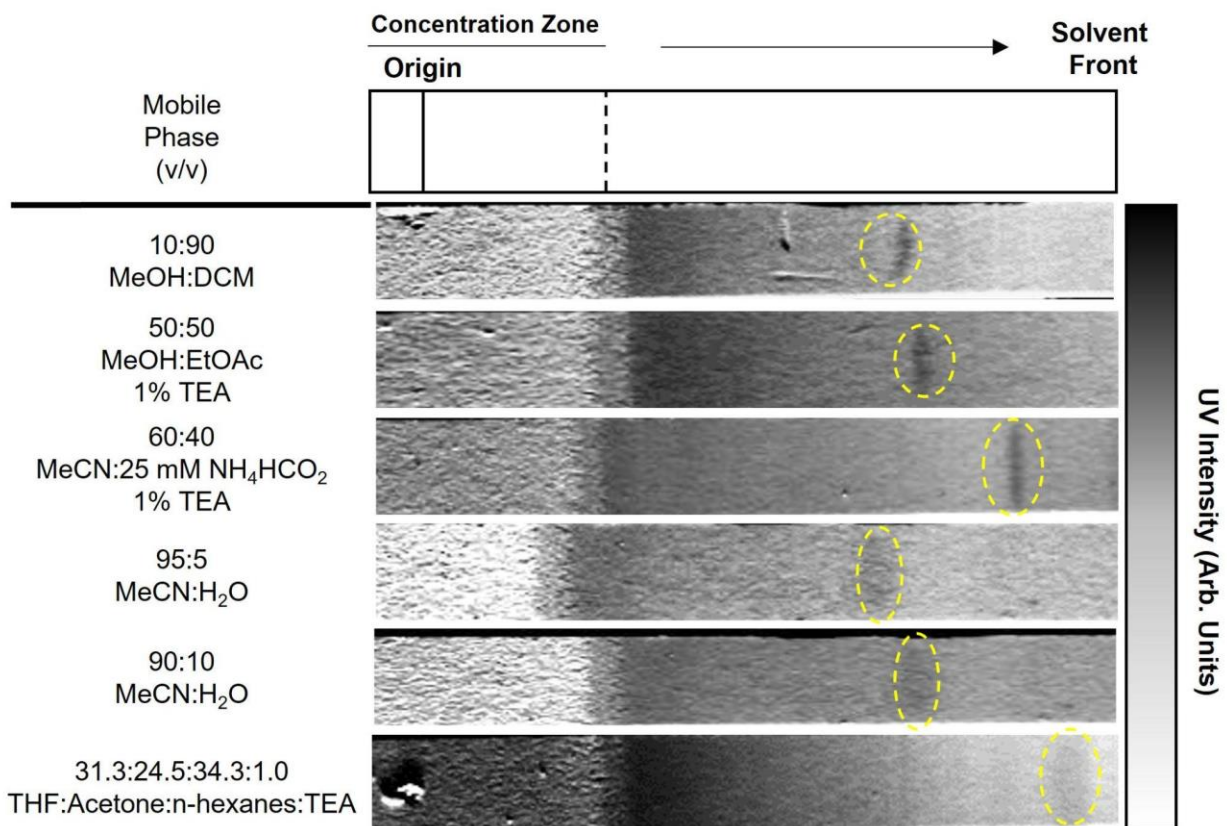 Concentration Zone
Origin
Solvent
Front
Mobile
Phase
(v/v)
10:90
MeOH:DCM
50:50
MeOH:EtOAc
1% TEA
60:40
MeCN:25 mM NH₄HCO₂
1% TEA
95:5
MeCN:H₂O
90:10
MeCN:H₂O
31.3:24.5:34.3:1.0
THF:Acetone:n-hexanes:TEA
UV Intensity (Arb. Units)